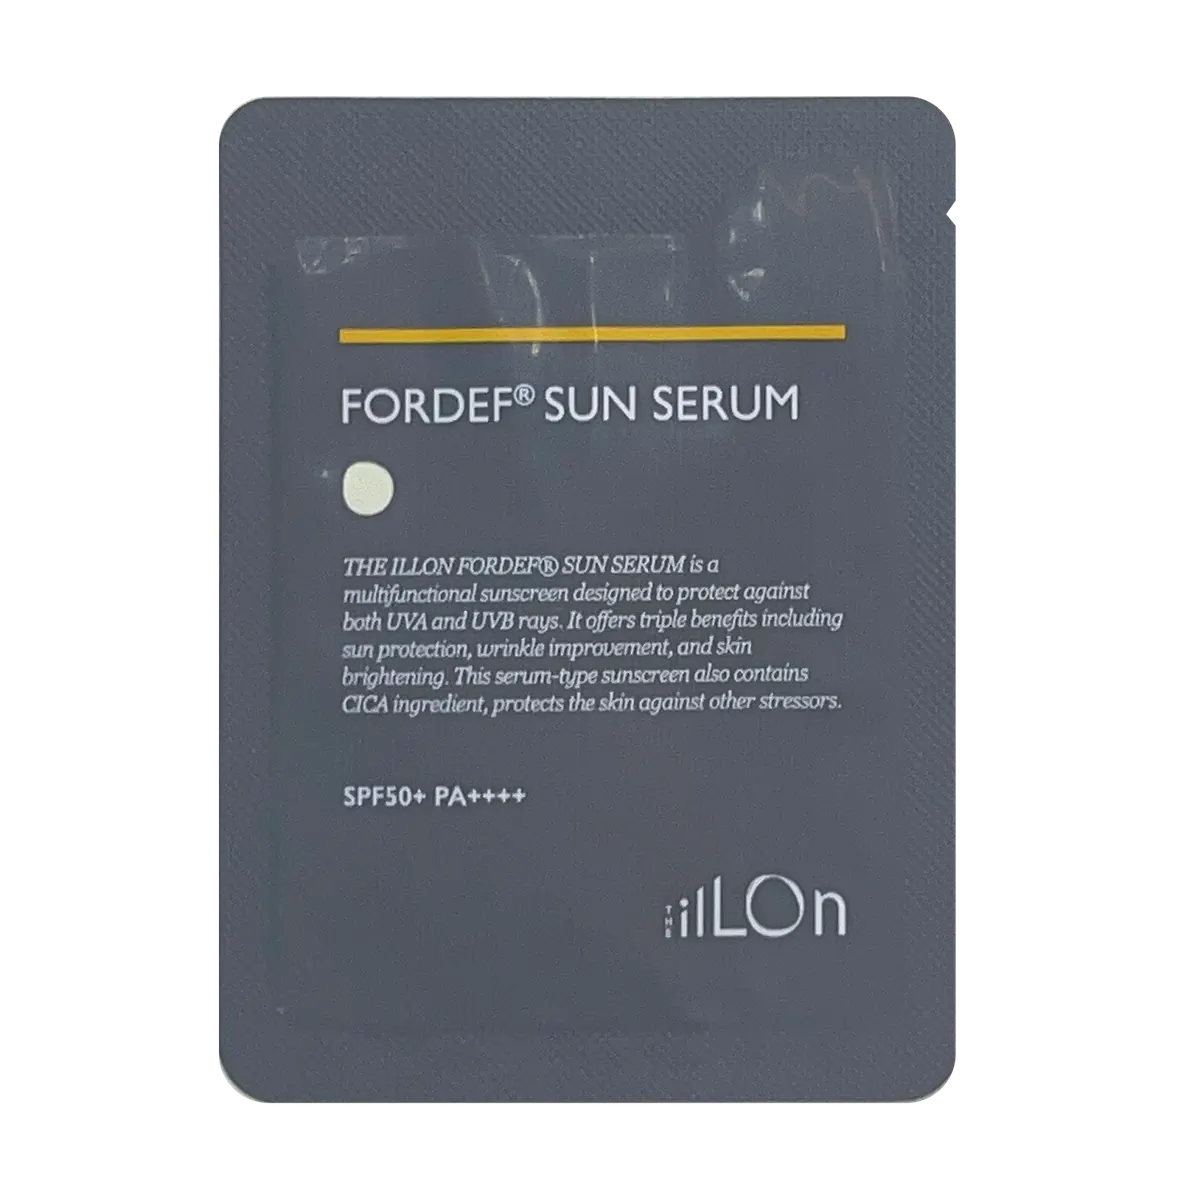 FORDEF® SUN SERUM
THE ILLON FORDEF® SUN SERUM is a
multifunctional sunscreen designed to protect against
both UVA and UVB rays. It offers triple benefits including
sun protection, wrinkle improvement, and skin
brightening. This serum-type sunscreen also contains
CICA ingredient, protects the skin against other stressors.
SPF50+ PA++++
THE illLOn